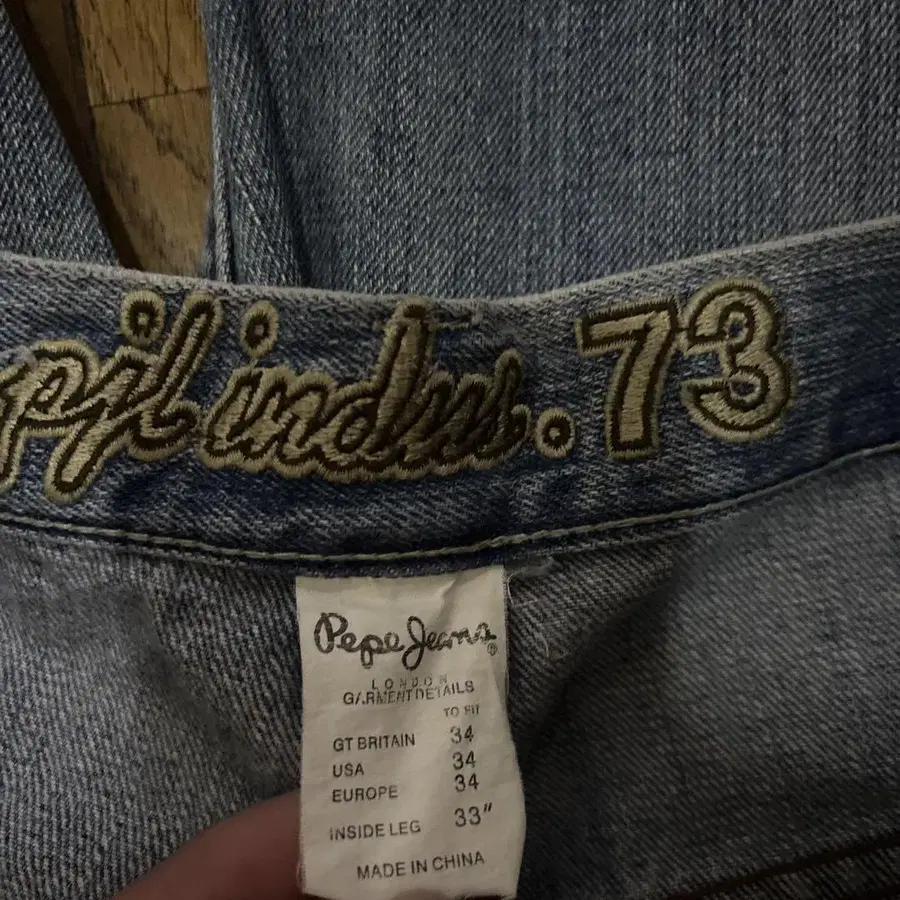 pjl indus.73
Pepe Jeans®
LONDON
GARMENT DETAILS
TO FIT
GT BRITAIN 34
USA 34
EUROPE 34
INSIDE LEG 33"
MADE IN CHINA